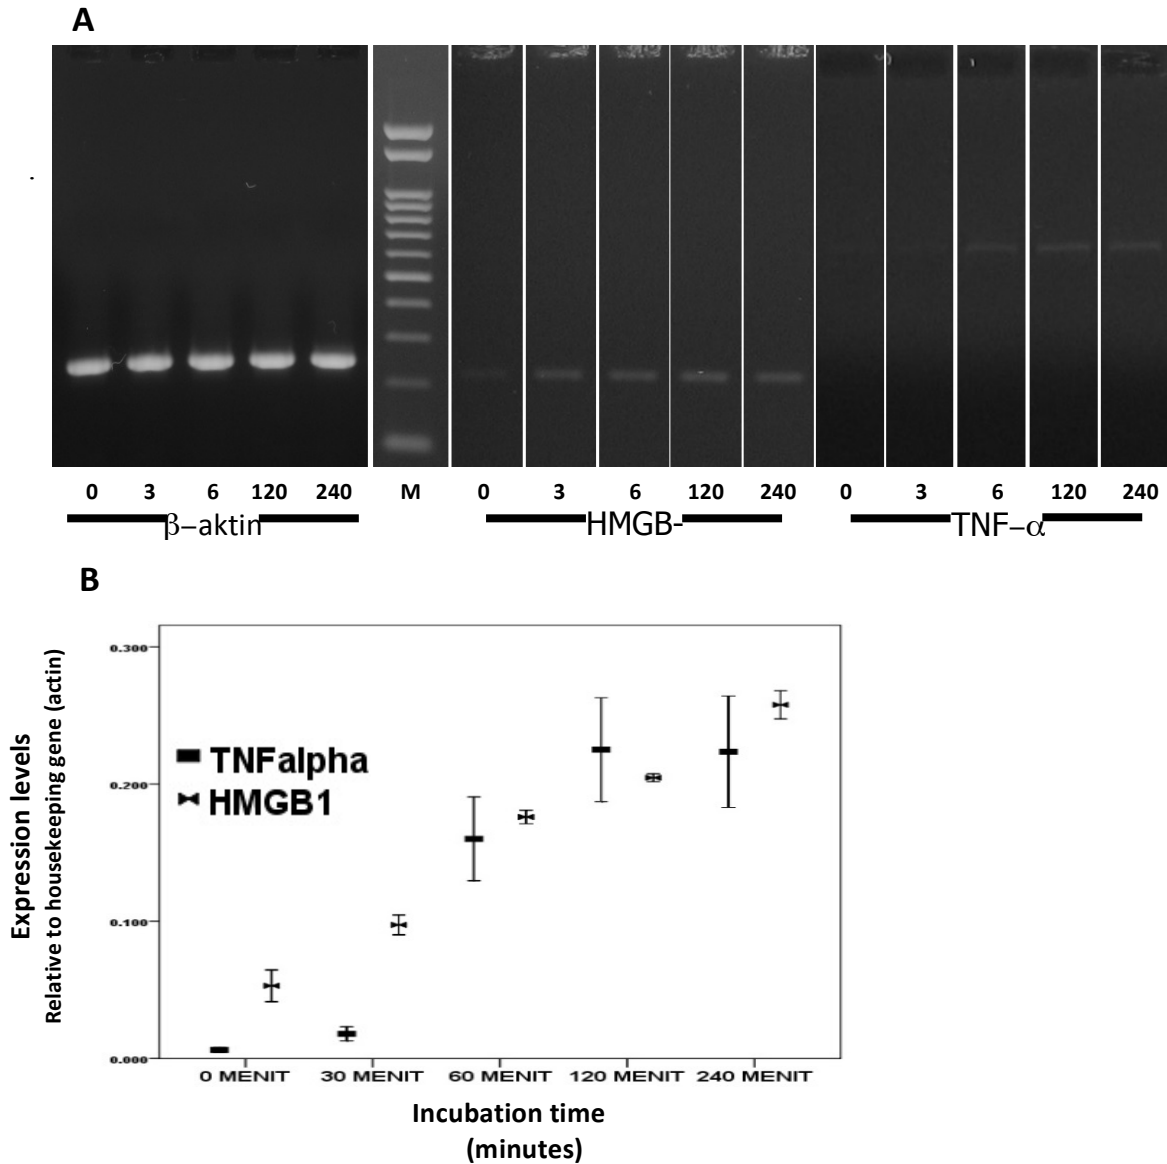 A
0 3 6 120 240 M 0 3 6 120 240 0 3 6 120 240
β–aktin HMGB- TNF–α
B
0.300
0.200
0.100
0.000
Expression levels
Relative to housekeeping gene (actin)
TNFalpha
HMGB1
0 MENIT 30 MENIT 60 MENIT 120 MENIT 240 MENIT
Incubation time
(minutes)